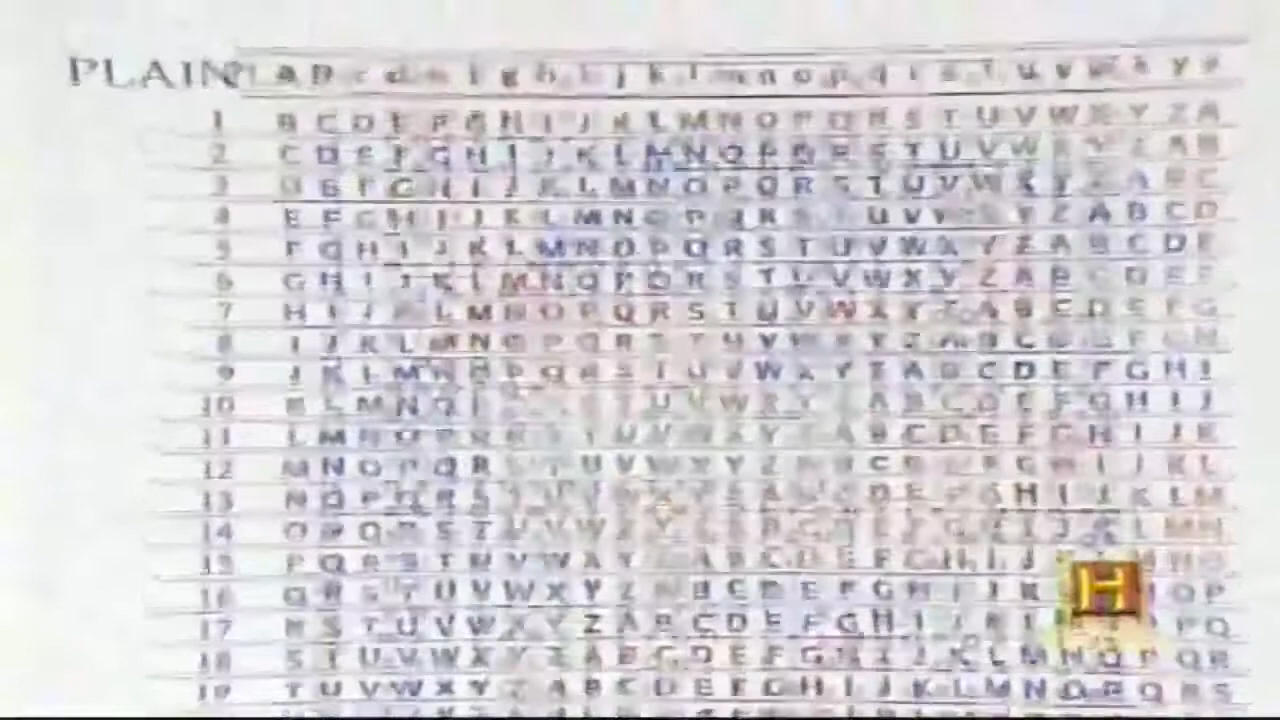 PLAIN a b c d e f g h i j k l m n o p q r s t u v w x y z
1 B C D E F G H I J K L M N O P Q R S T U V W X Y Z A
2 C D E F G H I J K L M N O P Q R S T U V W X Y Z A B
3 D E F G H I J K L M N O P Q R S T U V W X Y Z A B C
4 E F G H I J K L M N O P Q R S T U V W X Y Z A B C D
5 F G H I J K L M N O P Q R S T U V W X Y Z A B C D E
6 G H I J K L M N O P Q R S T U V W X Y Z A B C D E F
7 H I J K L M N O P Q R S T U V W X Y Z A B C D E F G
8 I J K L M N O P Q R S T U V W X Y Z A B C D E F G H
9 J K L M N O P Q R S T U V W X Y Z A B C D E F G H I
10 K L M N O P Q R S T U V W X Y Z A B C D E F G H I J
11 L M N O P Q R S T U V W X Y Z A B C D E F G H I J K
12 M N O P Q R S T U V W X Y Z A B C D E F G H I J K L
13 N O P Q R S T U V W X Y Z A B C D E F G H I J K L M
14 O P Q R S T U V W X Y Z A B C D E F G H I J K L M N
15 P Q R S T U V W X Y Z A B C D E F G H I J N O
16 Q R S T U V W X Y Z A B C D E F G H I J K O P
17 R S T U V W X Y Z A B C D E F G H I J K L P Q
18 S T U V W X Y Z A B C D E F G H I J K L M N O P Q R
19 T U V W X Y Z A B C D E F G H I J K L M N O P Q R S
H